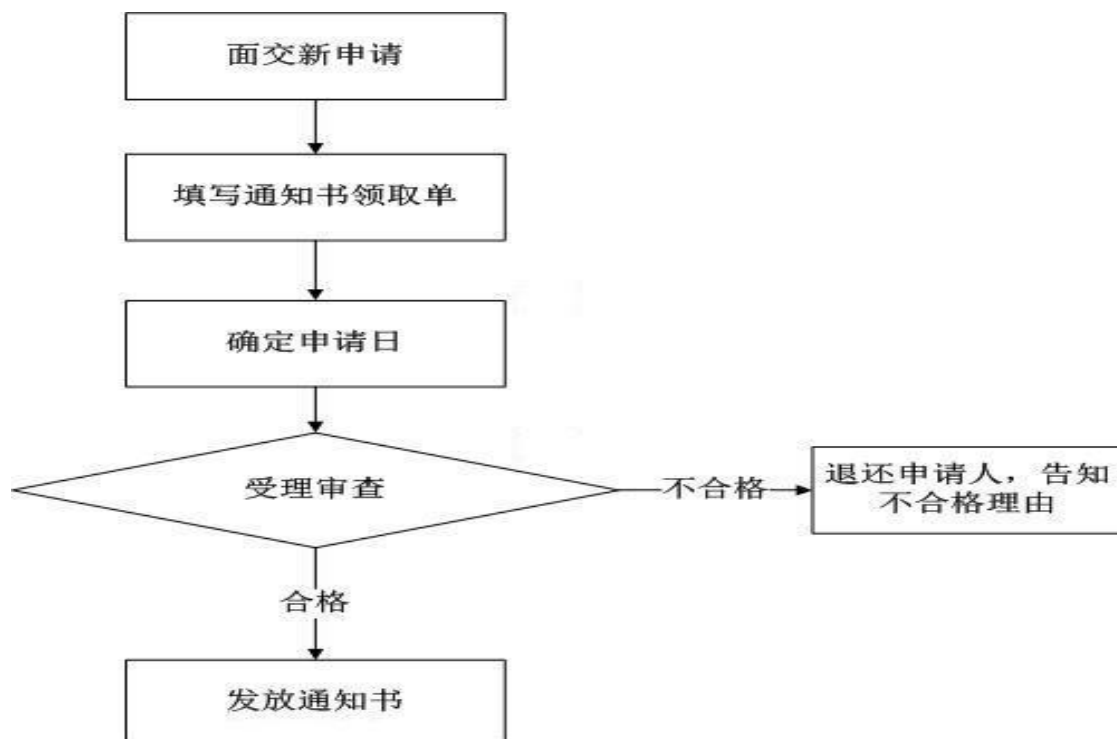 面交新申请
填写通知书领取单
确定申请日
受理审查
不合格
退还申请人，告知
不合格理由
合格
发放通知书